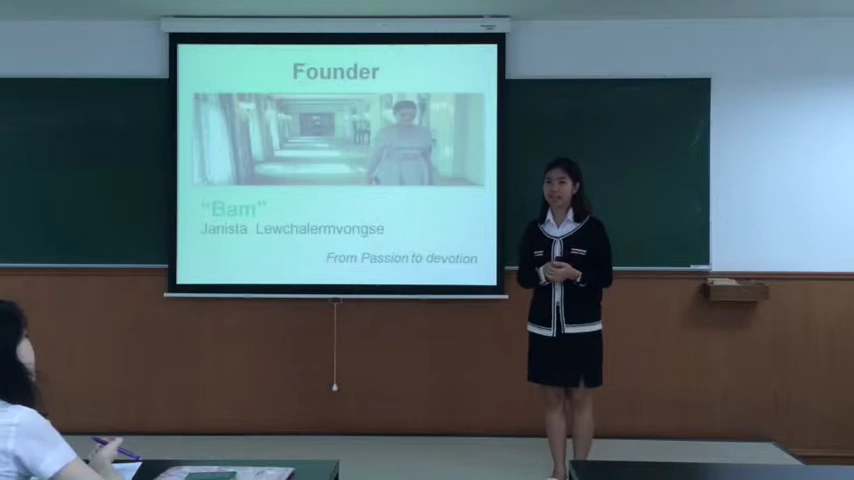 Founder
"Bam"
Janista Lewchalermvongse
From Passion to devotion